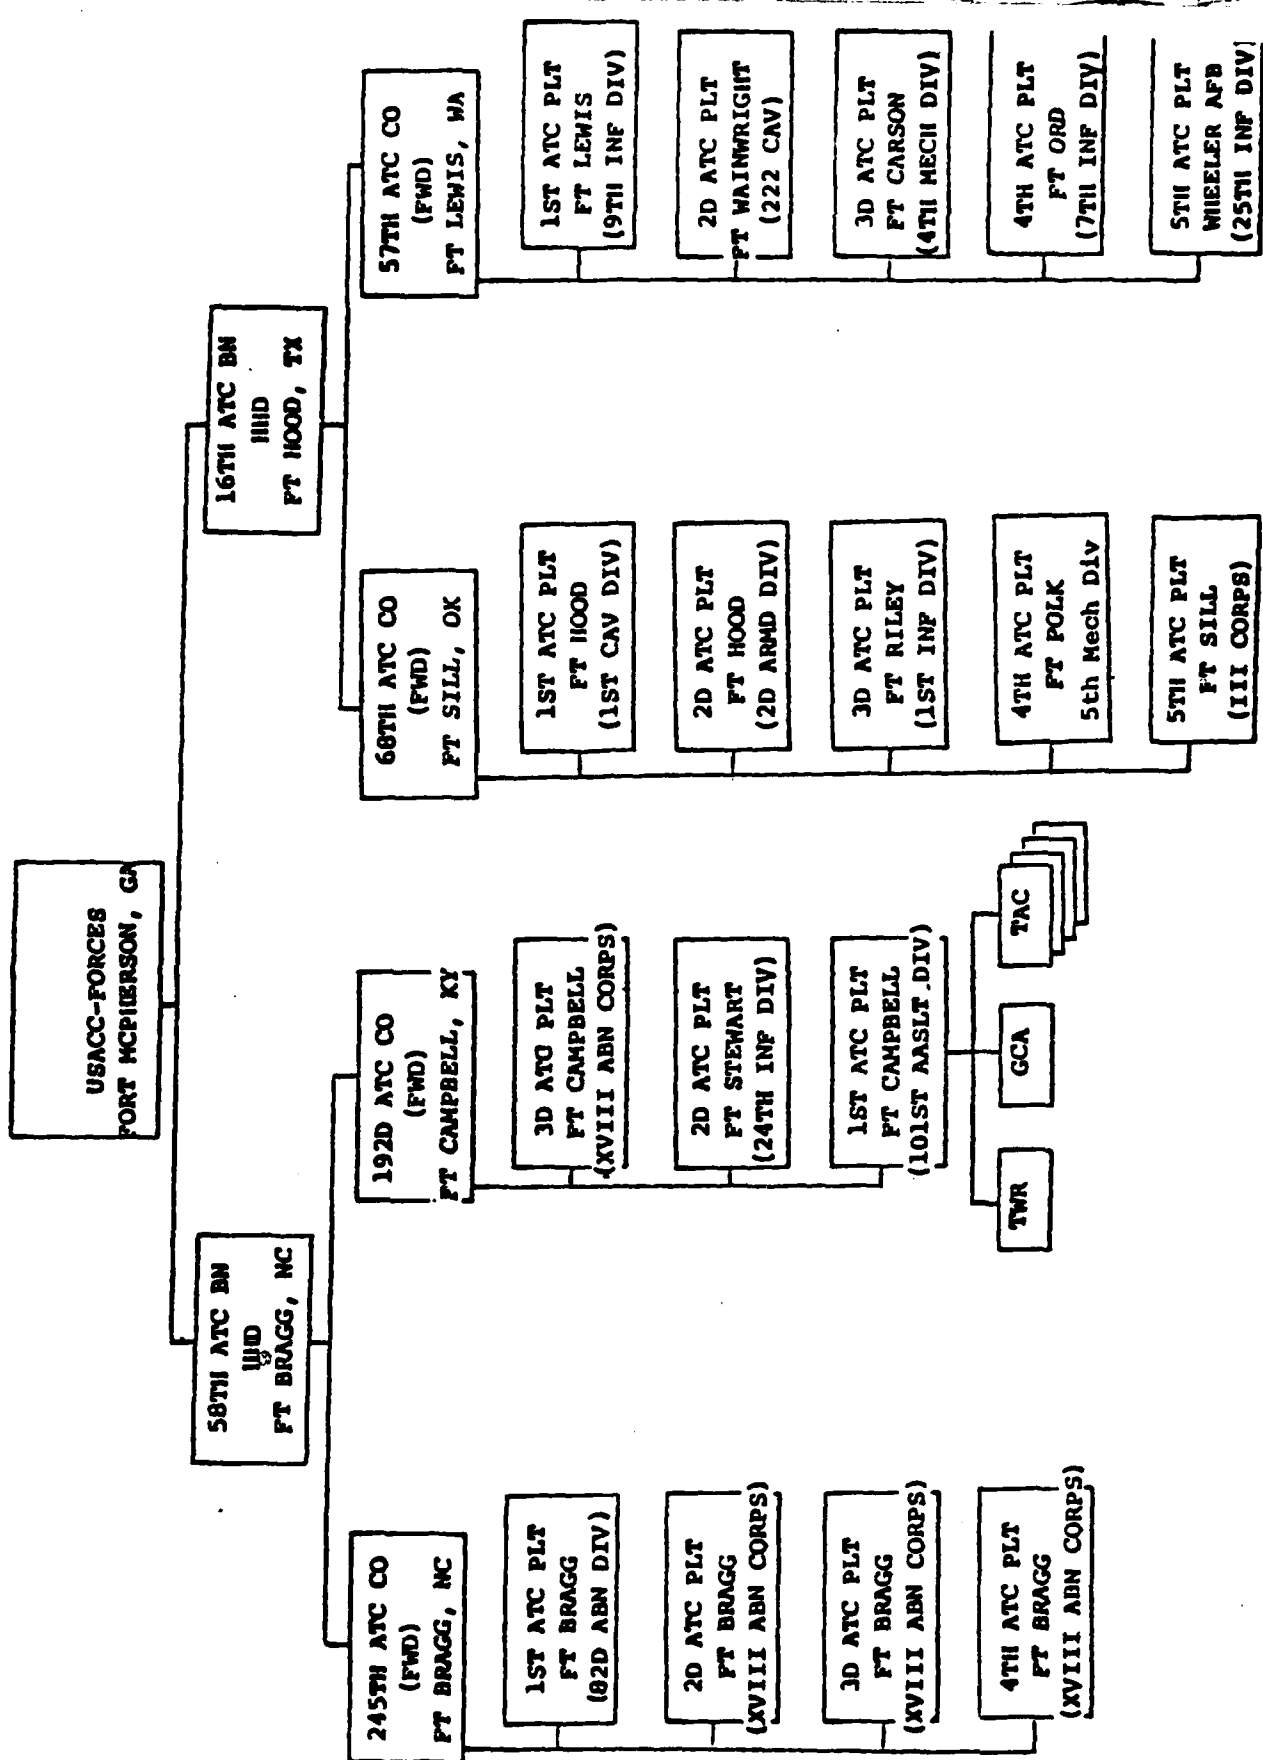 USACC-FORCES
FORT MCPHERSON, GA
58TH ATC BN
HHD
FT BRAGG, NC
16TH ATC BN
HHD
FT HOOD, TX
245TH ATC CO
(FWD)
FT BRAGG, NC
192D ATC CO
(FWD)
FT CAMPBELL, KY
68TH ATC CO
(FWD)
FT SILL, OK
57TH ATC CO
(FWD)
FT LEWIS, WA
1ST ATC PLT
FT BRAGG
(82D ABN DIV)
2D ATC PLT
FT BRAGG
(XVIII ABN CORPS)
3D ATC PLT
FT BRAGG
(XVIII ABN CORPS)
4TH ATC PLT
FT BRAGG
(XVIII ABN CORPS)
3D ATC PLT
FT CAMPBELL
(XVIII ABN CORPS)
2D ATC PLT
FT STEWART
(24TH INF DIV)
1ST ATC PLT
FT CAMPBELL
(101ST AASLT DIV)
TWR
GCA
TAC
1ST ATC PLT
FT HOOD
(1ST CAV DIV)
2D ATC PLT
FT HOOD
(2D ARMD DIV)
3D ATC PLT
FT RILEY
(1ST INF DIV)
4TH ATC PLT
FT POLK
5th Mech Div
5TH ATC PLT
FT SILL
(III CORPS)
1ST ATC PLT
FT LEWIS
(9TH INF DIV)
2D ATC PLT
FT WAINWRIGHT
(222 CAV)
3D ATC PLT
FT CARSON
(4TH MECH DIV)
4TH ATC PLT
FT ORD
(7TH INF DIV)
5TH ATC PLT
WHEELER AFB
(25TH INF DIV)